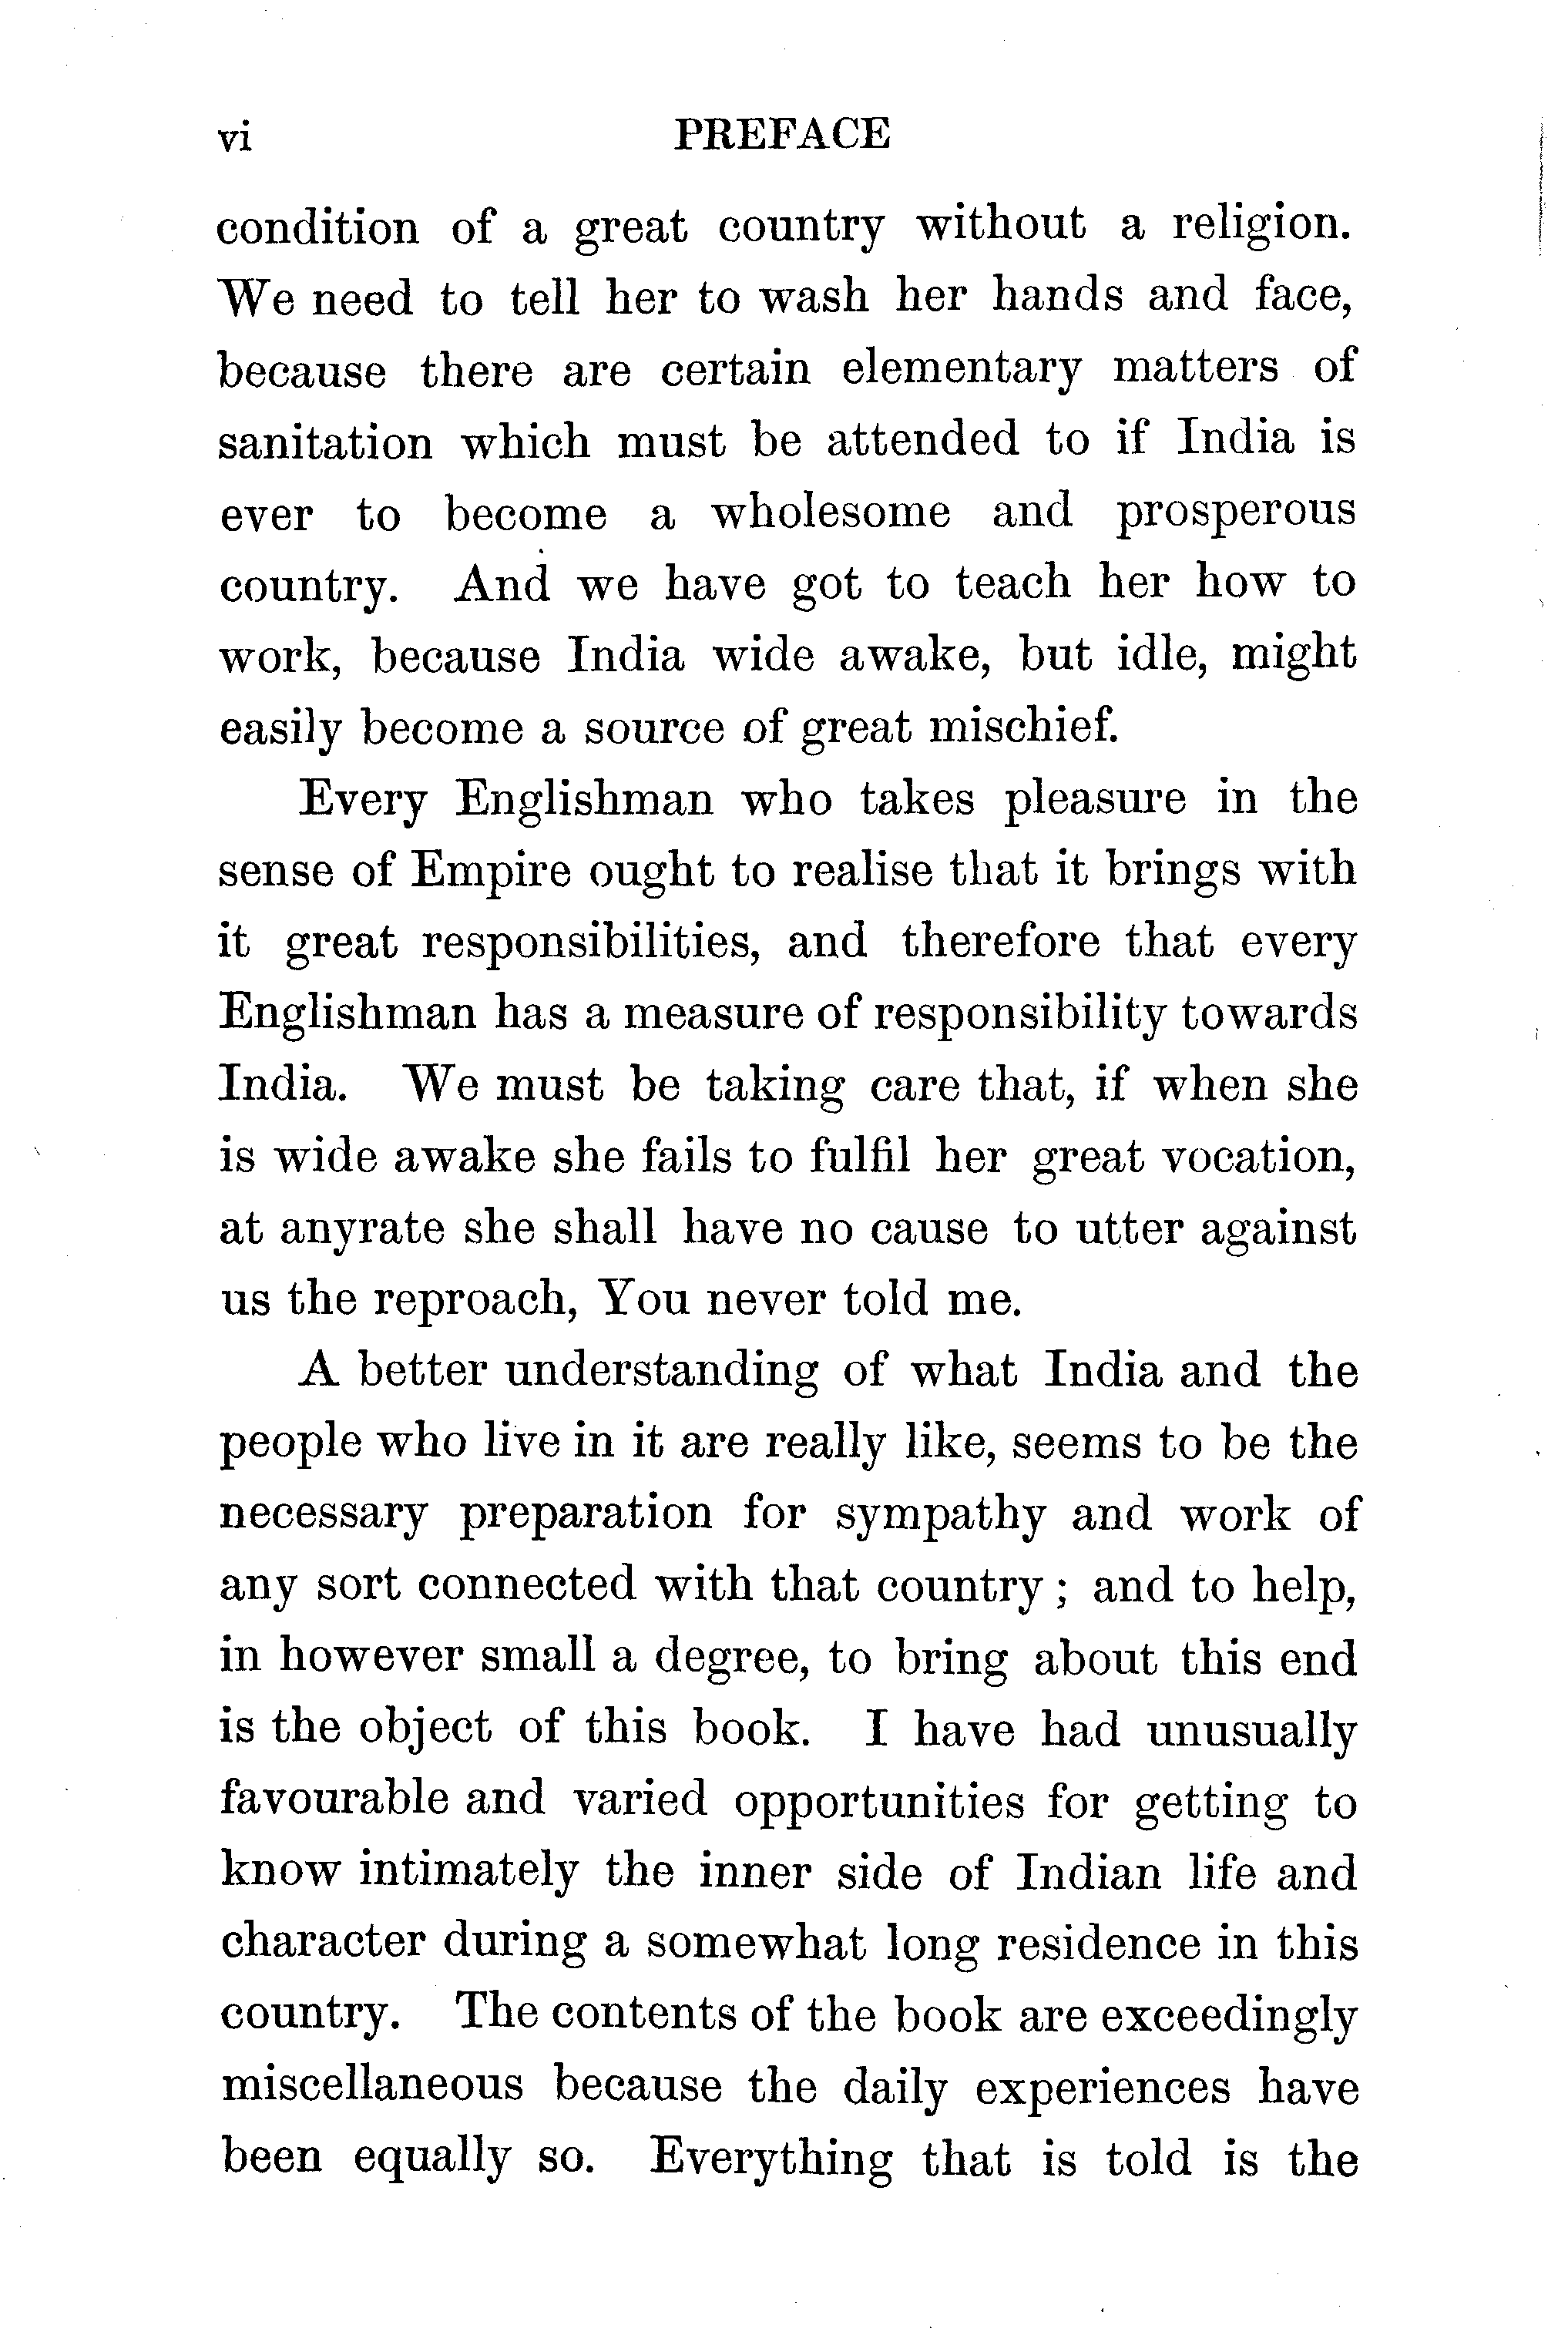 vi PREFACE
condition of a great country without a religion.
We need to tell her to wash her hands and face,
because there are certain elementary matters of
sanitation which must be attended to if India is
ever to become a wholesome and prosperous
country. And we have got to teach her how to
work, because India wide awake, but idle, might
easily become a source of great mischief.
Every Englishman who takes pleasure in the
sense of Empire ought to realise that it brings with
it great responsibilities, and therefore that every
Englishman has a measure of responsibility towards
India. We must be taking care that, if when she
is wide awake she fails to fulfil her great vocation,
at anyrate she shall have no cause to utter against
us the reproach, You never told me.
A better understanding of what India and the
people who live in it are really like, seems to be the
necessary preparation for sympathy and work of
any sort connected with that country ; and to help,
in however small a degree, to bring about this end
is the object of this book. I have had unusually
favourable and varied opportunities for getting to
know intimately the inner side of Indian life and
character during a somewhat long residence in this
country. The contents of the book are exceedingly
miscellaneous because the daily experiences have
been equally so. Everything that is told is the